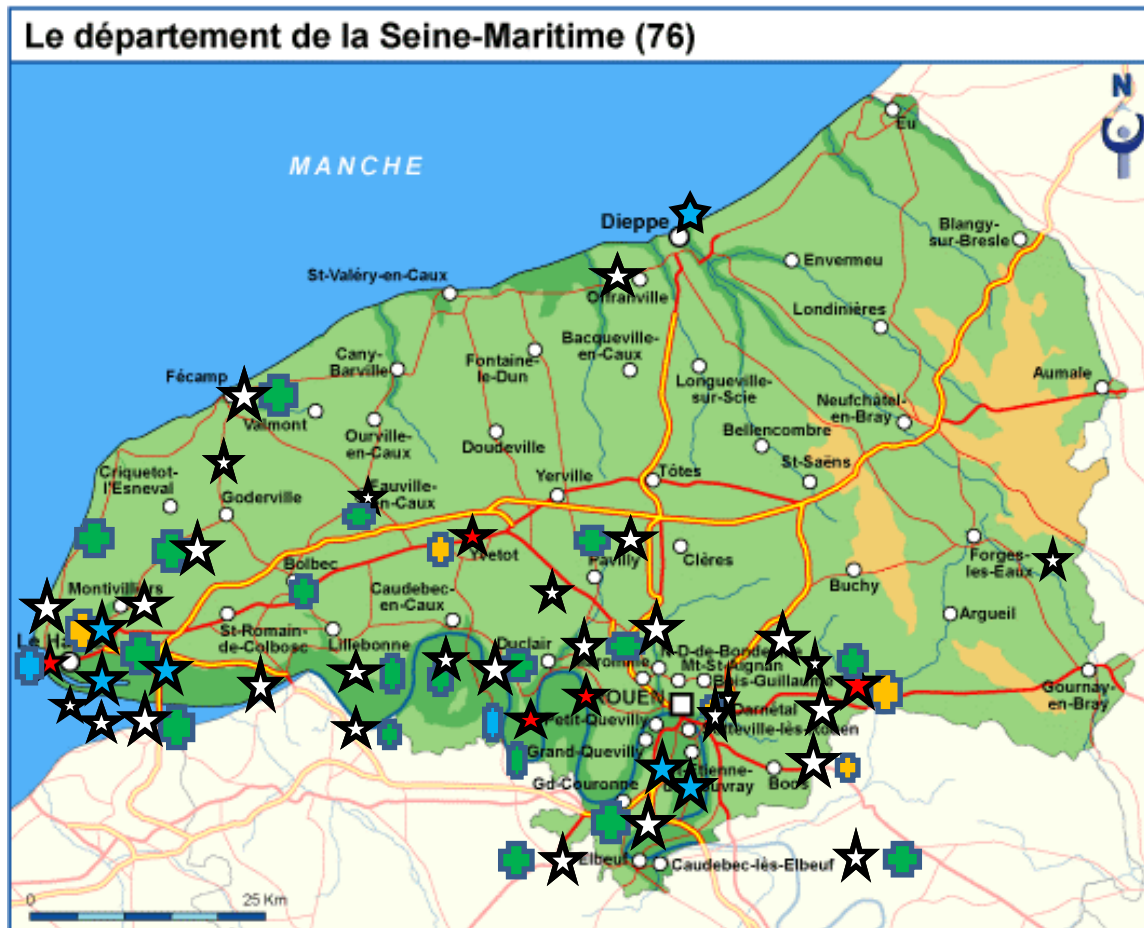 Le département de la Seine-Maritime (76)
N
MANCHE
Eu
Dieppe
Blangy-
sur-Bresle
Envermeu
St-Valéry-en-Caux
Offranville
Londinières
Bacqueville-
en-Caux
Cany-
Barville
Fontaine-
le-Dun
Fécamp
Longueville-
sur-Scie
Aumale
Neufchâtel-
en-Bray
Valmont
Ourville-
en-Caux
Doudeville
Bellencombre
St-Saëns
Criquetot-
l'Esneval
Yerville
Tôtes
Goderville
en-Caux
Yvetot
Pavilly
Clères
Forges-
les-Eaux
Bolbec
Buchy
Montivilliers
Caudebec-
en-Caux
Argueil
St-Romain-
de-Colbosc
Lillebonne
Duclair
Le
Mt-St-Aignan
Bois-Guillaume
Gournay-
en-Bray
ROUEN
Darnétal
Petit-Quevilly
Grand-Quevilly
Gd-Couronne
Boos
Elbeuf
Caudebec-lès-Elbeuf
0
25 Km